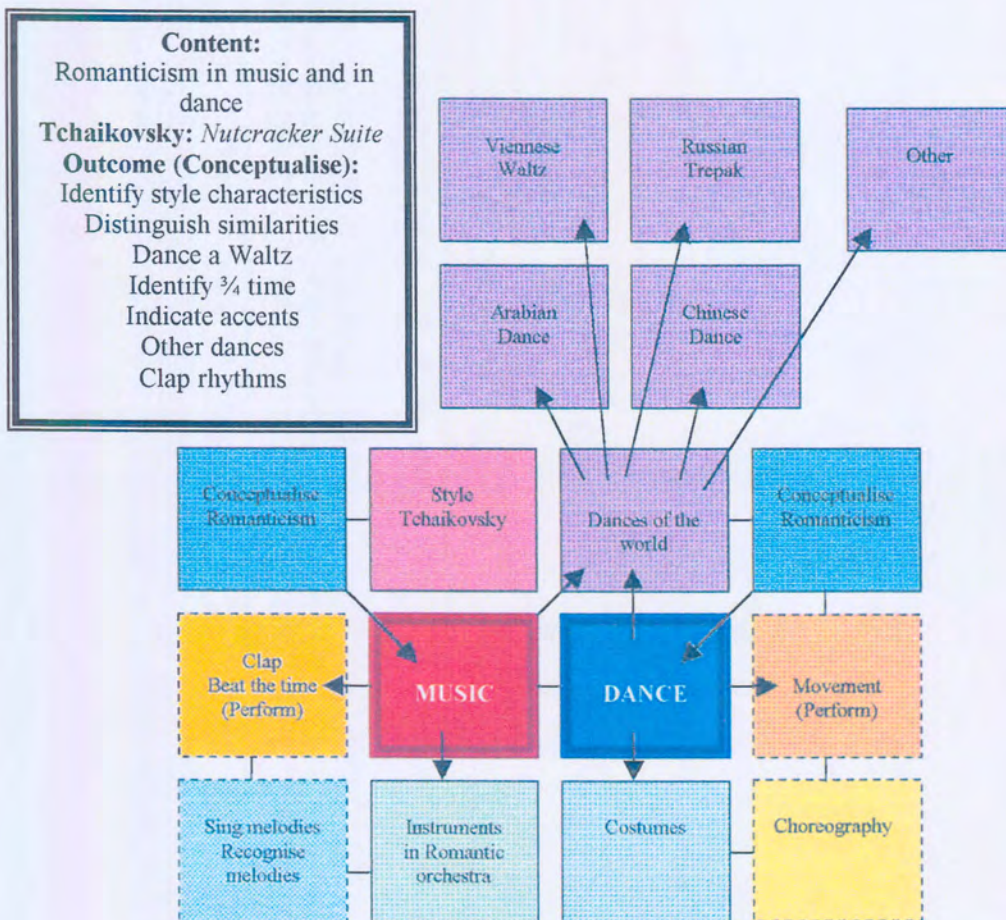 Content:
Romanticism in music and in
dance
Tchaikovsky: Nutcracker Suite
Outcome (Conceptualise):
Identify style characteristics
Distinguish similarities
Dance a Waltz
Identify ¾ time
Indicate accents
Other dances
Clap rhythms
Viennese
Waltz
Russian
Trepak
Other
Arabian
Dance
Chinese
Dance
Conceptualise
Romanticism
Style
Tchaikovsky
Dances of the
world
Conceptualise
Romanticism
Clap
Beat the time
(Perform)
MUSIC
DANCE
Movement
(Perform)
Sing melodies
Recognise
melodies
Instruments
in Romantic
orchestra
Costumes
Choreography